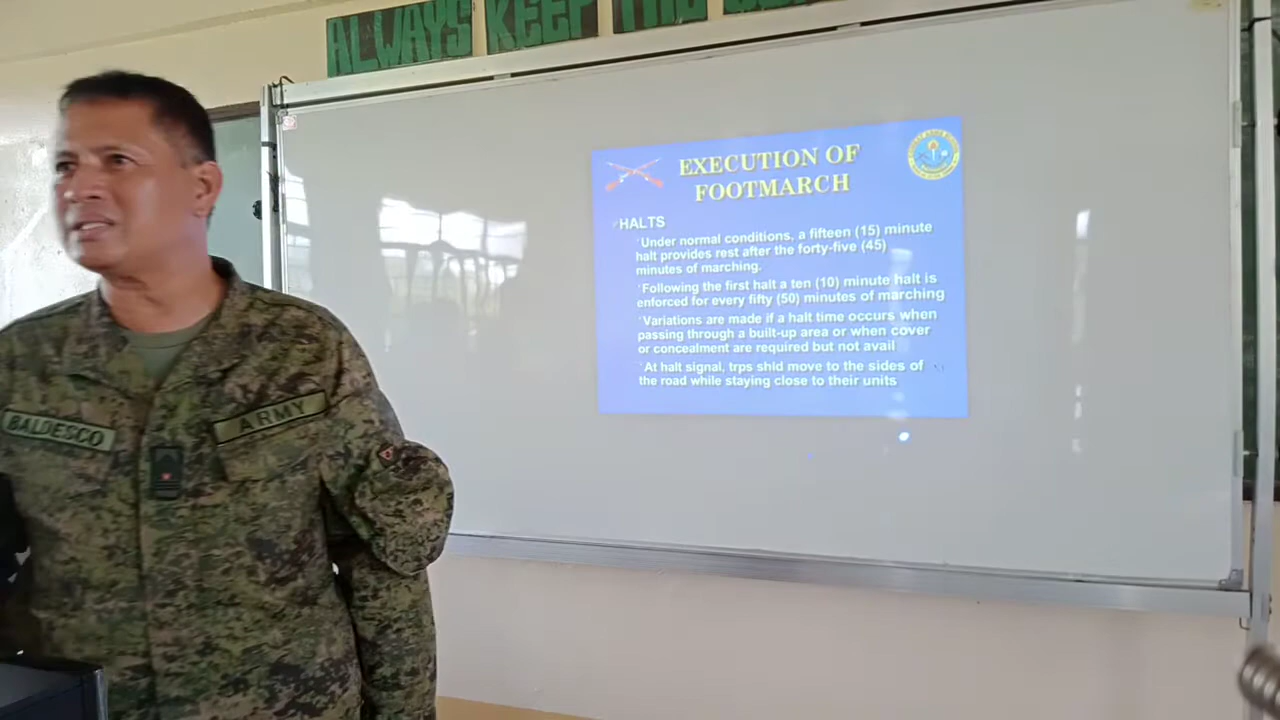 ALWAYS KEEP THE
EXECUTION OF
FOOTMARCH
HALTS
Under normal conditions, a fifteen (15) minute
halt provides rest after the forty-five (45)
minutes of marching.
Following the first halt a ten (10) minute halt is
enforced for every fifty (50) minutes of marching
Variations are made if a halt time occurs when
passing through a built-up area or when cover
or concealment are required but not avail
At halt signal, trps shld move to the sides of
the road while staying close to their units
BALDESCO
ARMY